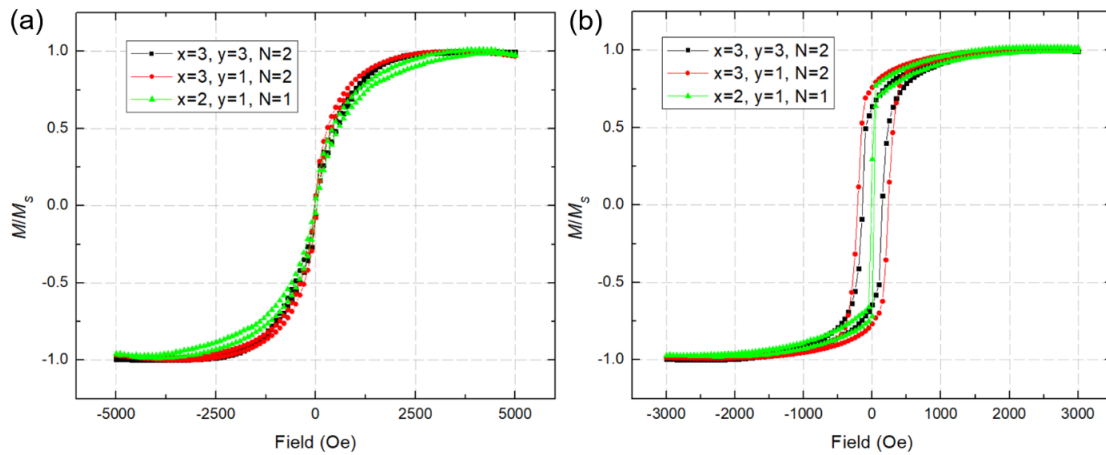 (a)
x=3, y=3, N=2
x=3, y=1, N=2
x=2, y=1, N=1
M/Ms
1.0
0.5
0.0
-0.5
-1.0
-5000 -2500 0 2500 5000
Field (Oe)
(b)
x=3, y=3, N=2
x=3, y=1, N=2
x=2, y=1, N=1
M/Ms
1.0
0.5
0.0
-0.5
-1.0
-3000 -2000 -1000 0 1000 2000 3000
Field (Oe)